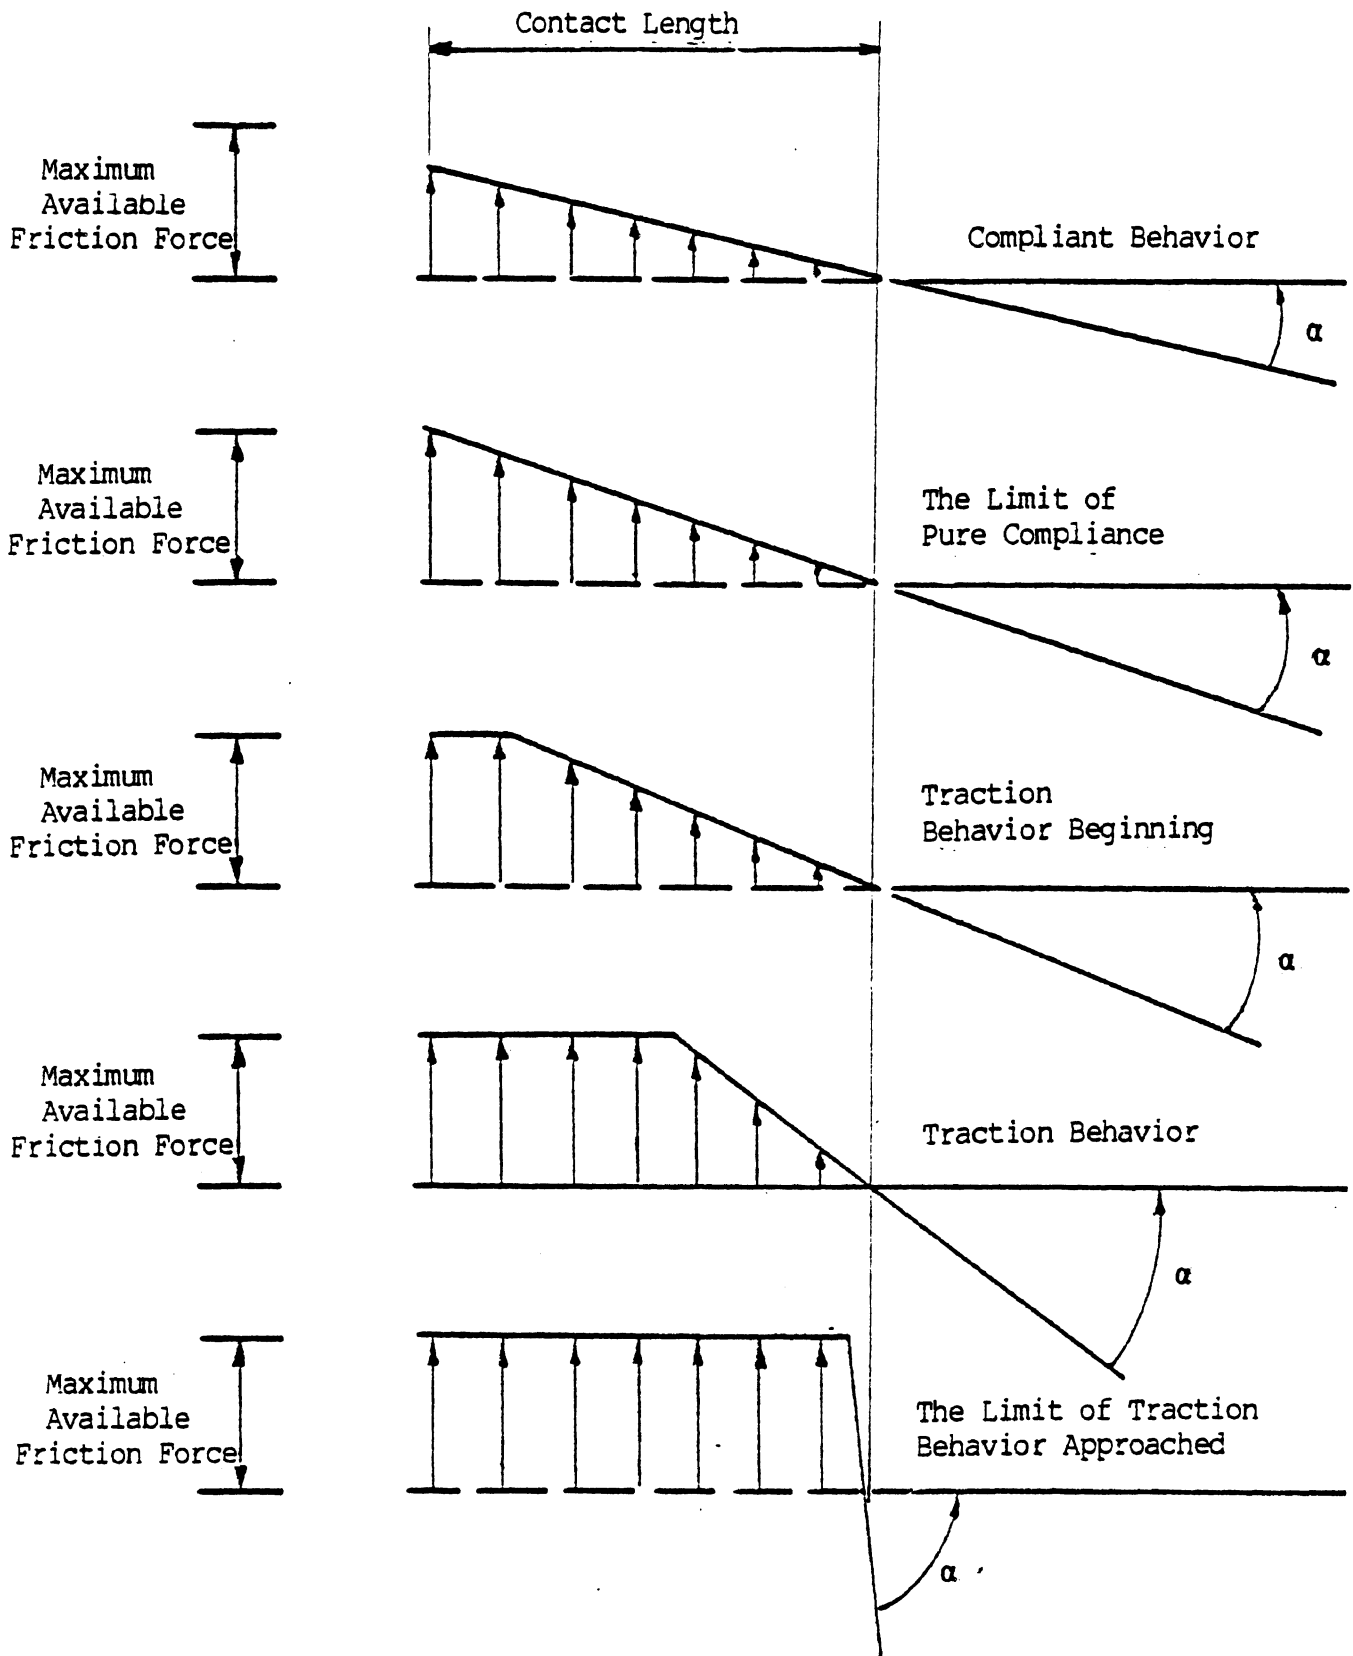 Contact Length
Maximum
Available
Friction Force
Compliant Behavior
α
Maximum
Available
Friction Force
The Limit of
Pure Compliance
α
Maximum
Available
Friction Force
Traction
Behavior Beginning
α
Maximum
Available
Friction Force
Traction Behavior
α
Maximum
Available
Friction Force
The Limit of Traction
Behavior Approached
α